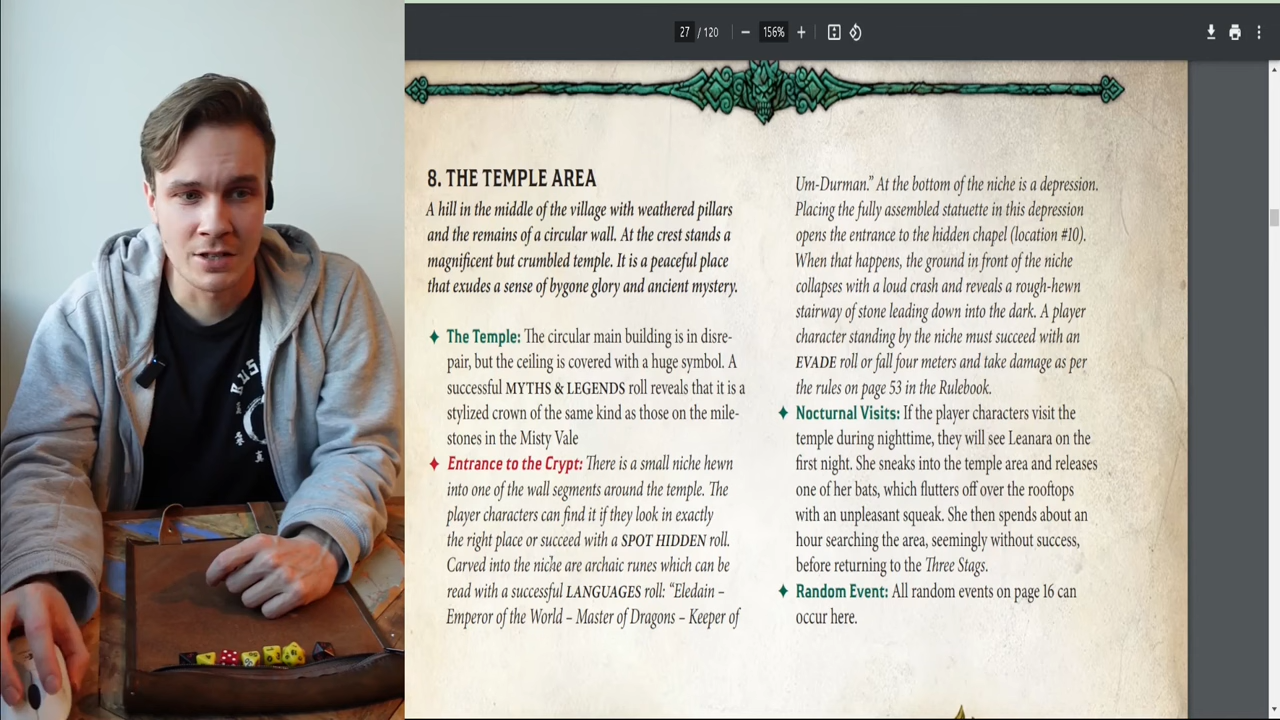 27 / 120
156%
8. THE TEMPLE AREA
A hill in the middle of the village with weathered pillars
and the remains of a circular wall. At the crest stands a
magnificent but crumbled temple. It is a peaceful place
that exudes a sense of bygone glory and ancient mystery.
The Temple: The circular main building is in disre-
pair, but the ceiling is covered with a huge symbol. A
successful MYTHS & LEGENDS roll reveals that it is a
stylized crown of the same kind as those on the mile-
stones in the Misty Vale
Entrance to the Crypt: There is a small niche hewn
into one of the wall segments around the temple. The
player characters can find it if they look in exactly
the right place or succeed with a SPOT HIDDEN roll.
Carved into the niche are archaic runes which can be
read with a successful LANGUAGES roll: “Eledain –
Emperor of the World – Master of Dragons – Keeper of
Um-Durman.” At the bottom of the niche is a depression.
Placing the fully assembled statuette in this depression
opens the entrance to the hidden chapel (location #10).
When that happens, the ground in front of the niche
collapses with a loud crash and reveals a rough-hewn
stairway of stone leading down into the dark. A player
character standing by the niche must succeed with an
EVADE roll or fall four meters and take damage as per
the rules on page 53 in the Rulebook.
Nocturnal Visits: If the player characters visit the
temple during nighttime, they will see Leanara on the
first night. She sneaks into the temple area and releases
one of her bats, which flutters off over the rooftops
with an unpleasant squeak. She then spends about an
hour searching the area, seemingly without success,
before returning to the Three Stags.
Random Event: All random events on page 16 can
occur here.